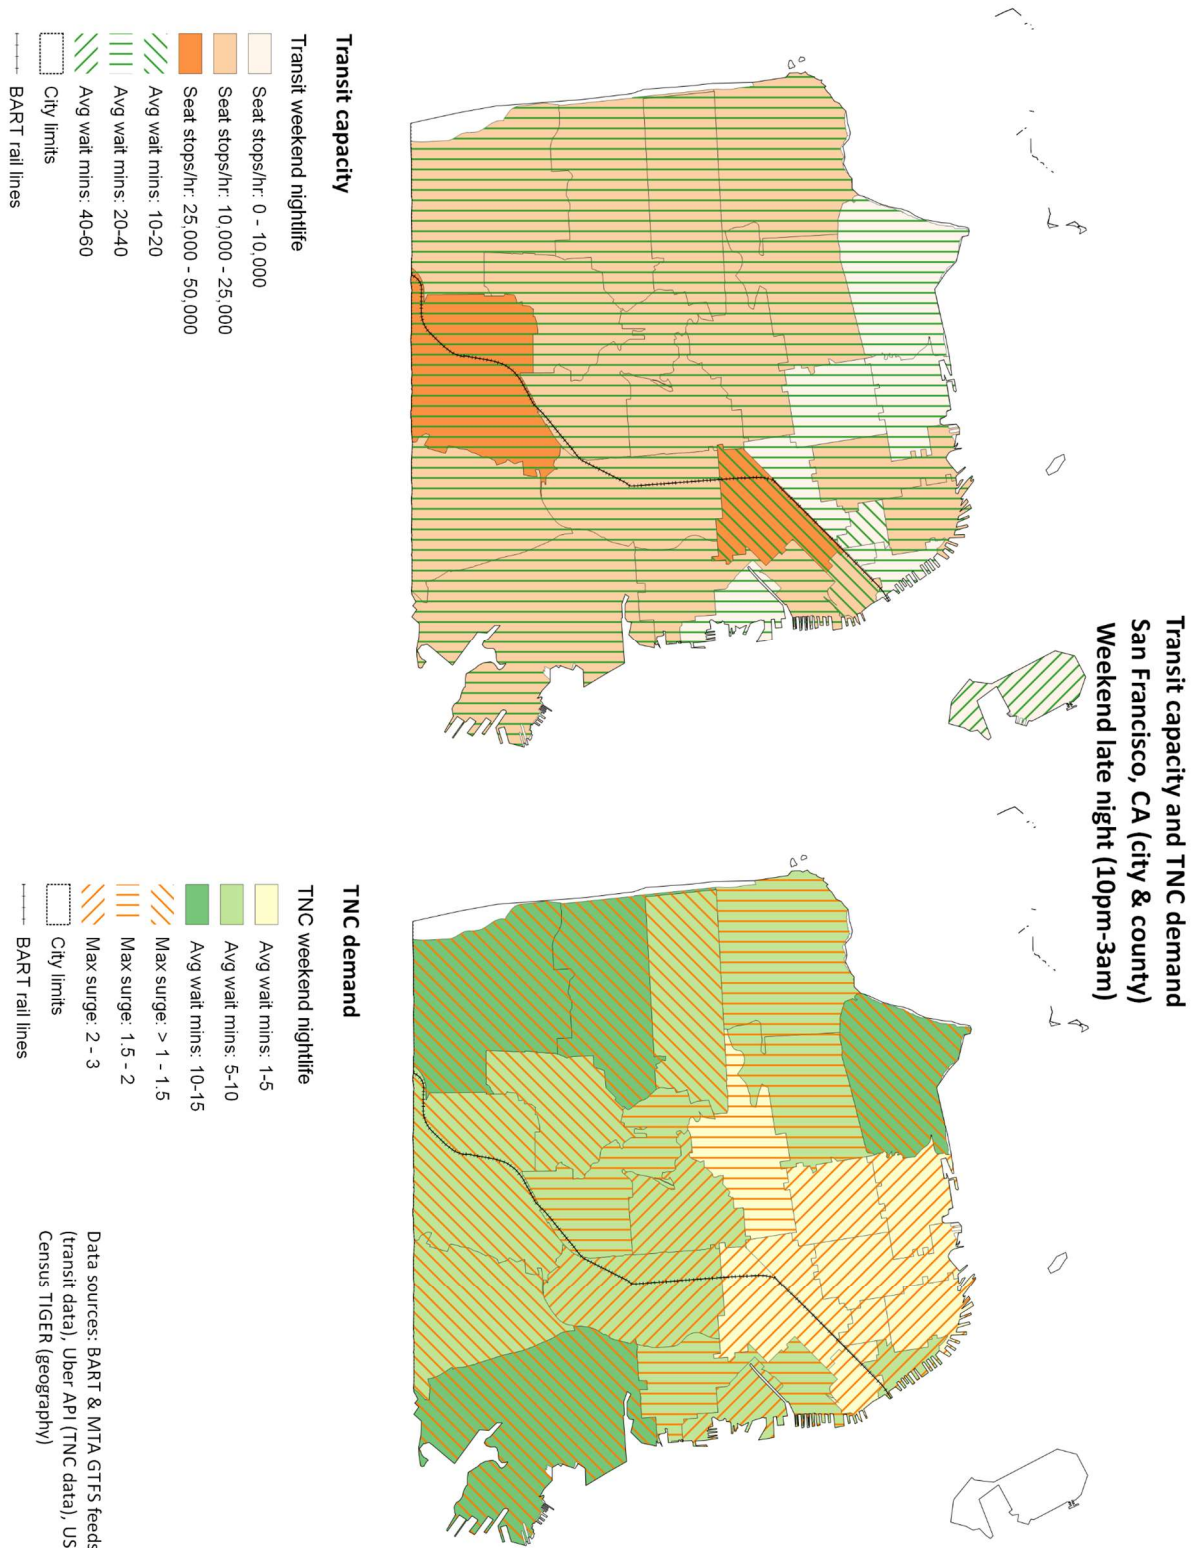 Transit capacity and TNC demand
San Francisco, CA (city & county)
Weekend late night (10pm-3am)
Transit capacity
Transit weekend nightlife
Seat stops/hr: 0 - 10,000
Seat stops/hr: 10,000 - 25,000
Seat stops/hr: 25,000 - 50,000
Avg wait mins: 10-20
Avg wait mins: 20-40
Avg wait mins: 40-60
City limits
BART rail lines
TNC demand
TNC weekend nightlife
Avg wait mins: 1-5
Avg wait mins: 5-10
Avg wait mins: 10-15
Max surge: > 1 - 1.5
Max surge: 1.5 - 2
Max surge: 2 - 3
City limits
BART rail lines
Data sources: BART & MTA GTFS feeds
(transit data), Uber API (TNC data), US
Census TIGER (geography)